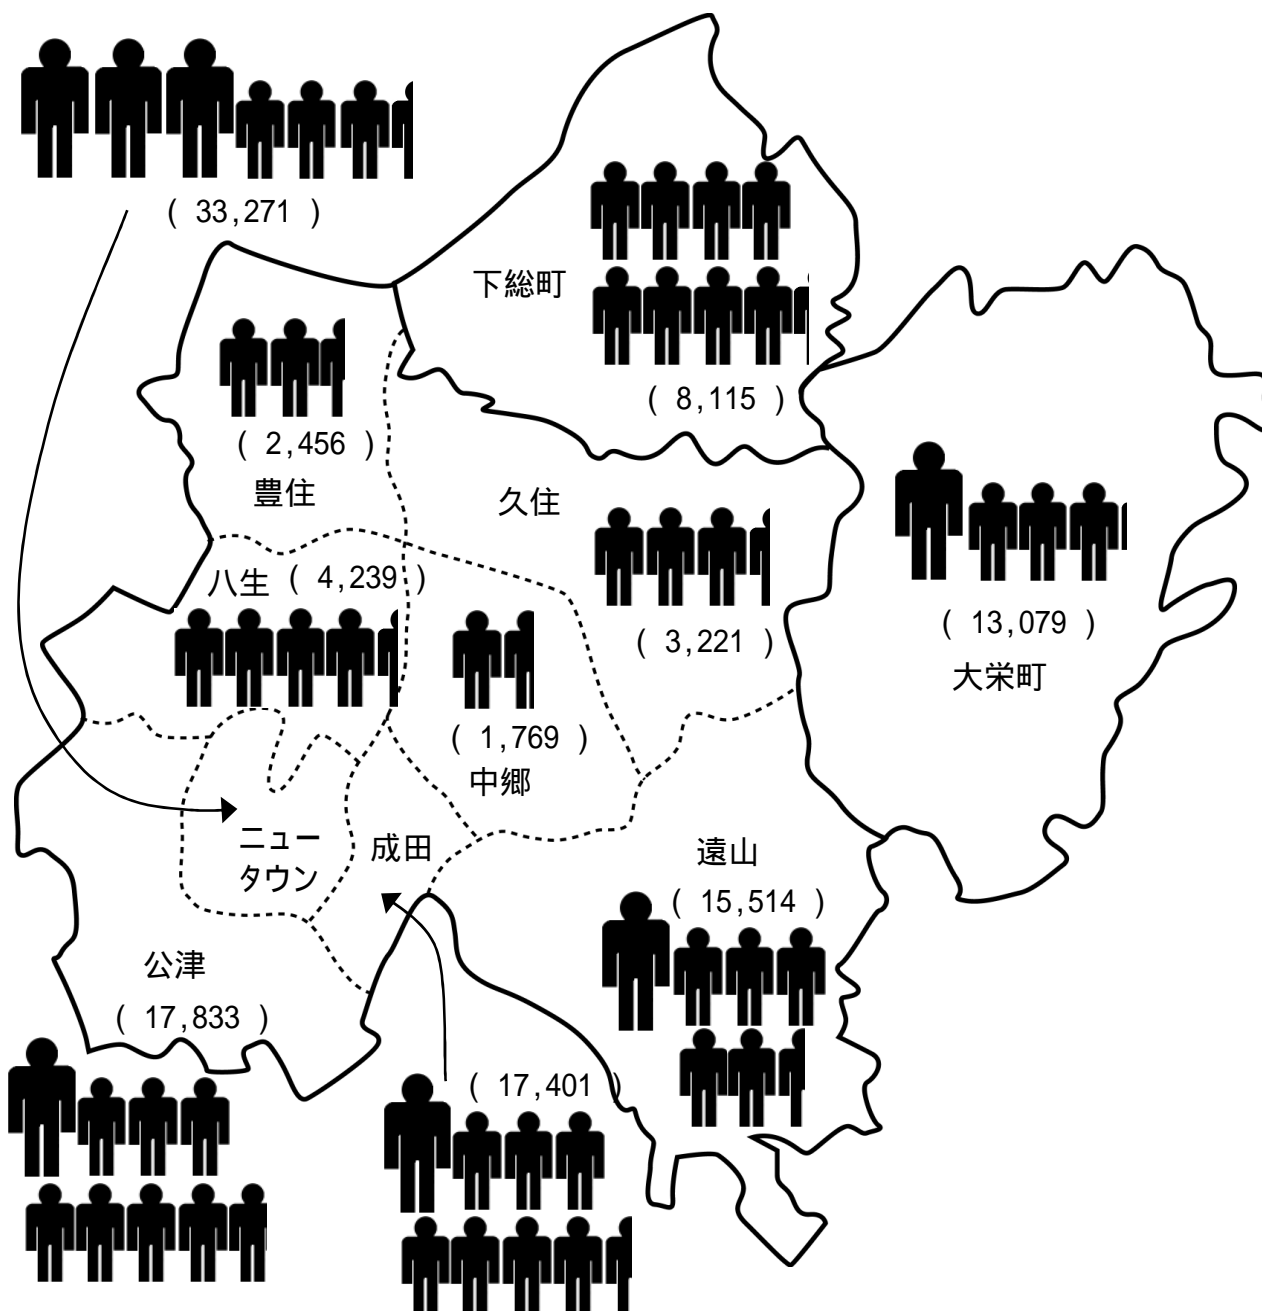 ( 33,271 )
下総町
( 8,115 )
( 2,456 )
豊住
久住
( 3,221 )
八生 ( 4,239 )
( 13,079 )
大栄町
( 1,769 )
中郷
ニュー
タウン
成田
遠山
( 15,514 )
公津
( 17,833 )
( 17,401 )